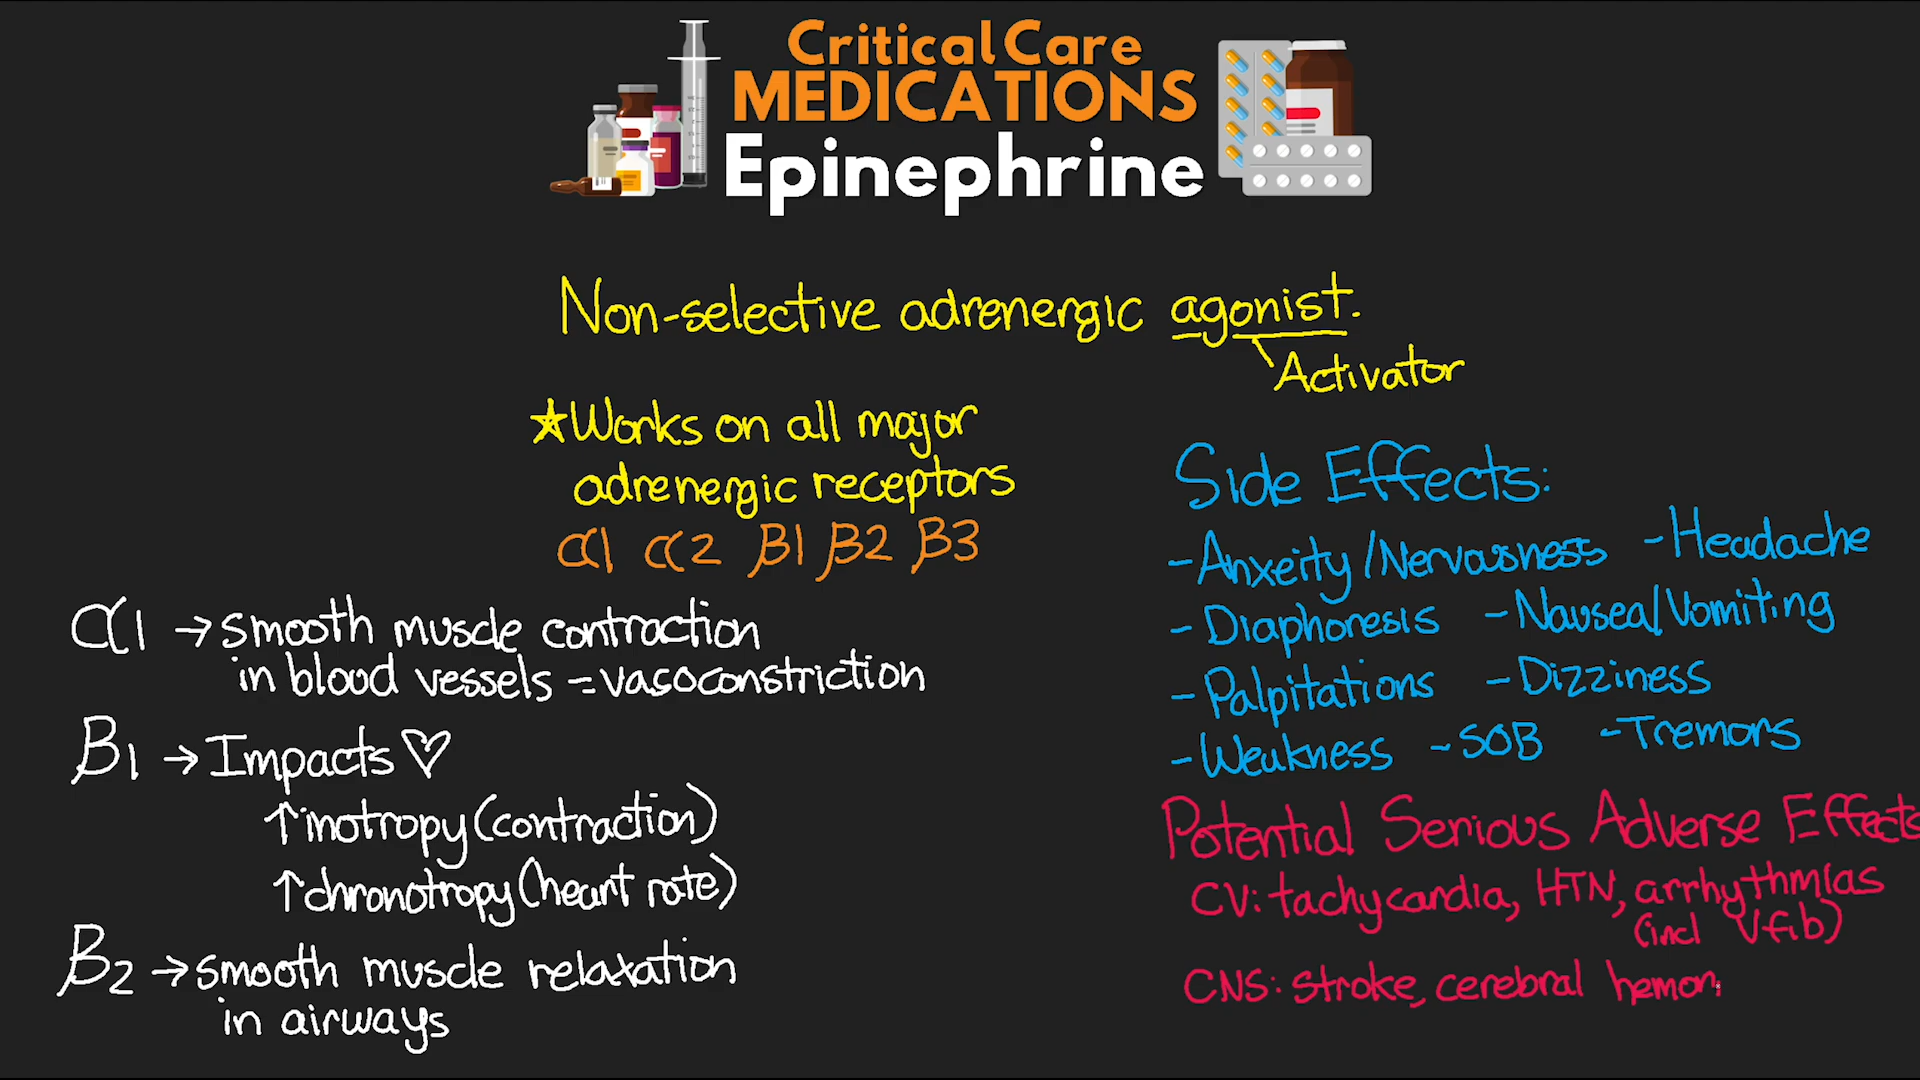 Critical Care
MEDICATIONS
Epinephrine
Non-selective adrenergic agonist.
Activator
☆Works on all major
adrenergic receptors
α1 α2 β1 β2 β3
α1 → smooth muscle contraction
in blood vessels = vasoconstriction
β1 → Impacts ♡
↑inotropy (contraction)
↑chronotropy (heart rate)
β2 → smooth muscle relaxation
in airways
Side Effects:
- Anxeity/Nervousness - Headache
- Diaphoresis - Nausea/Vomiting
- Palpitations - Dizziness
- Weakness - SOB - Tremors
Potential Serious Adverse Effects
CV: tachycardia, HTN, arrhythmias
(incl Vfib)
CNS: stroke, cerebral hemorr